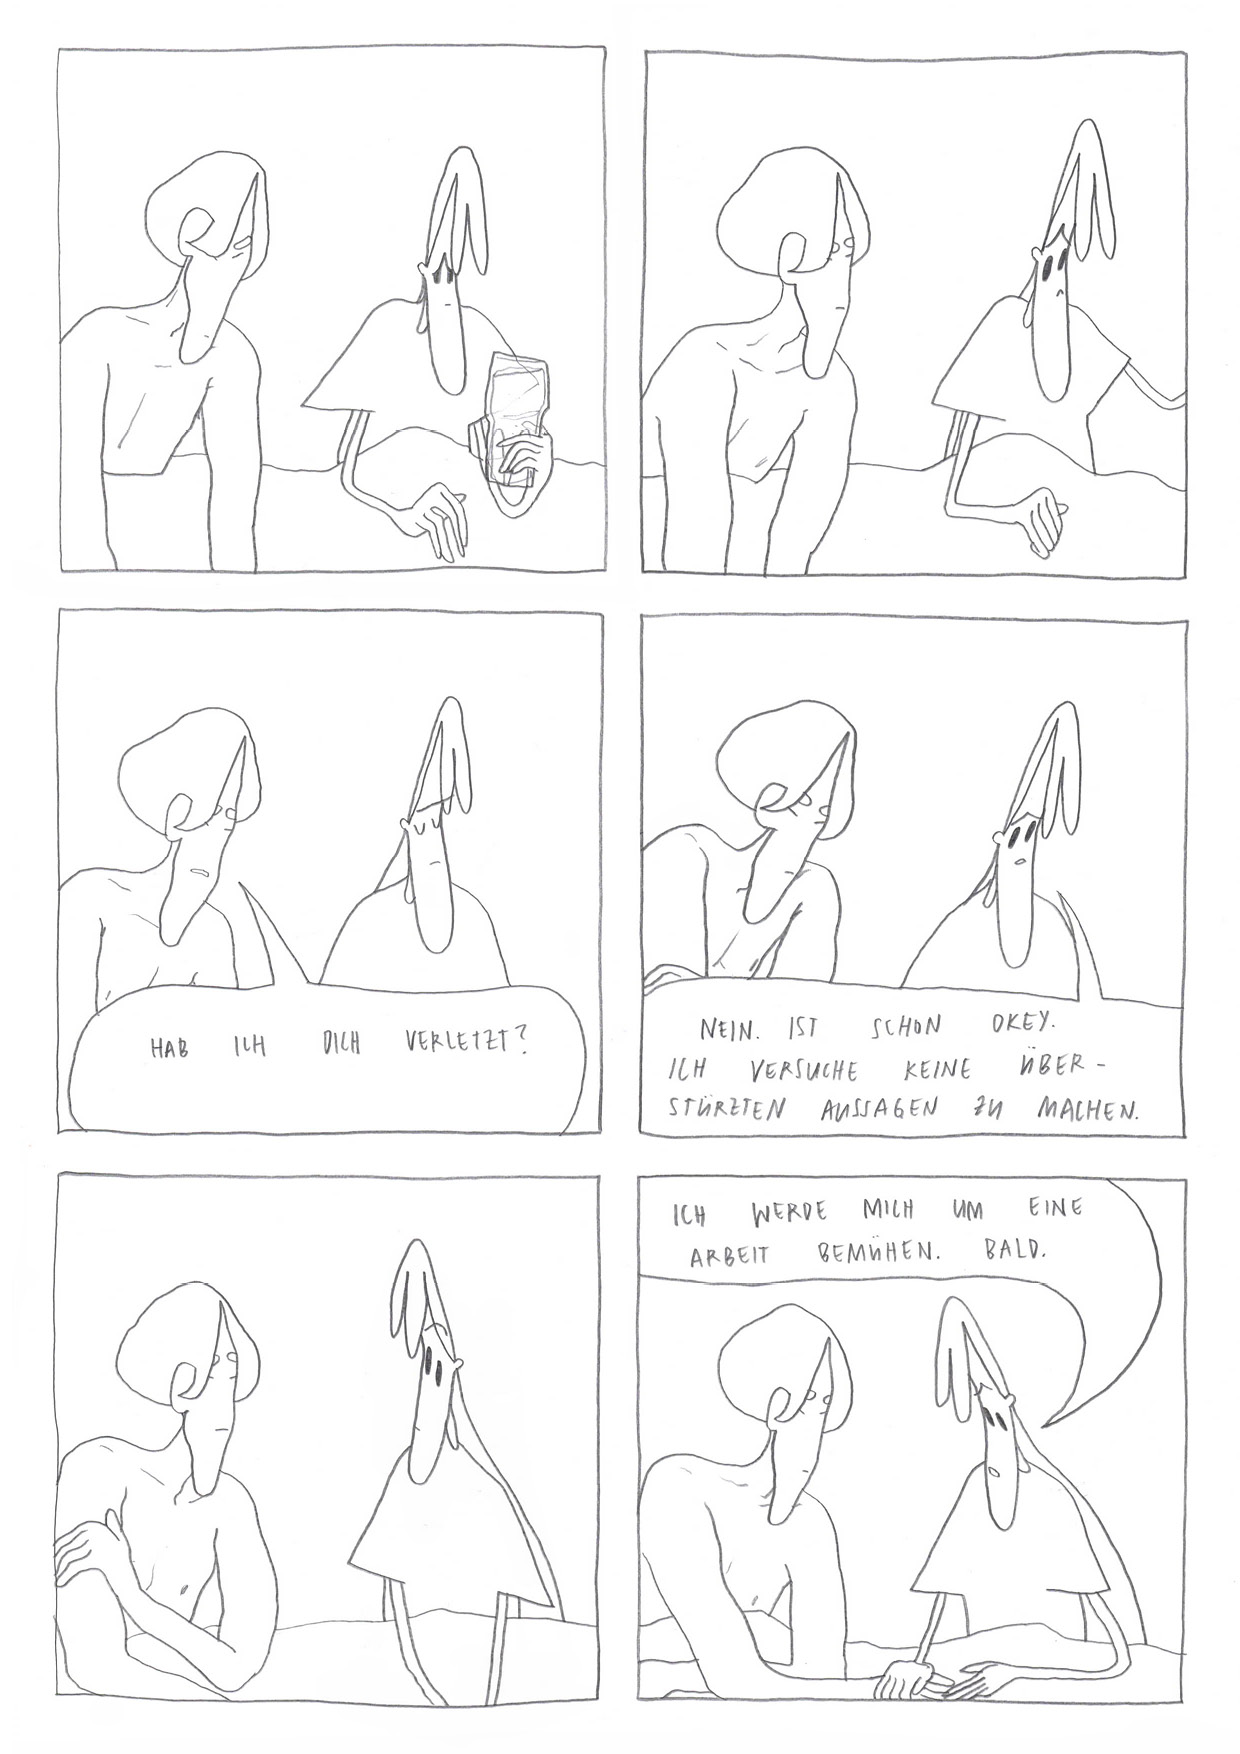 HAB ICH DICH VERLETZT?
NEIN. IST SCHON OKEY.
ICH VERSUCHE KEINE ÜBER-
STÜRZTEN AUSSAGEN ZU MACHEN.
ICH WERDE MICH UM EINE
ARBEIT BEMÜHEN. BALD.